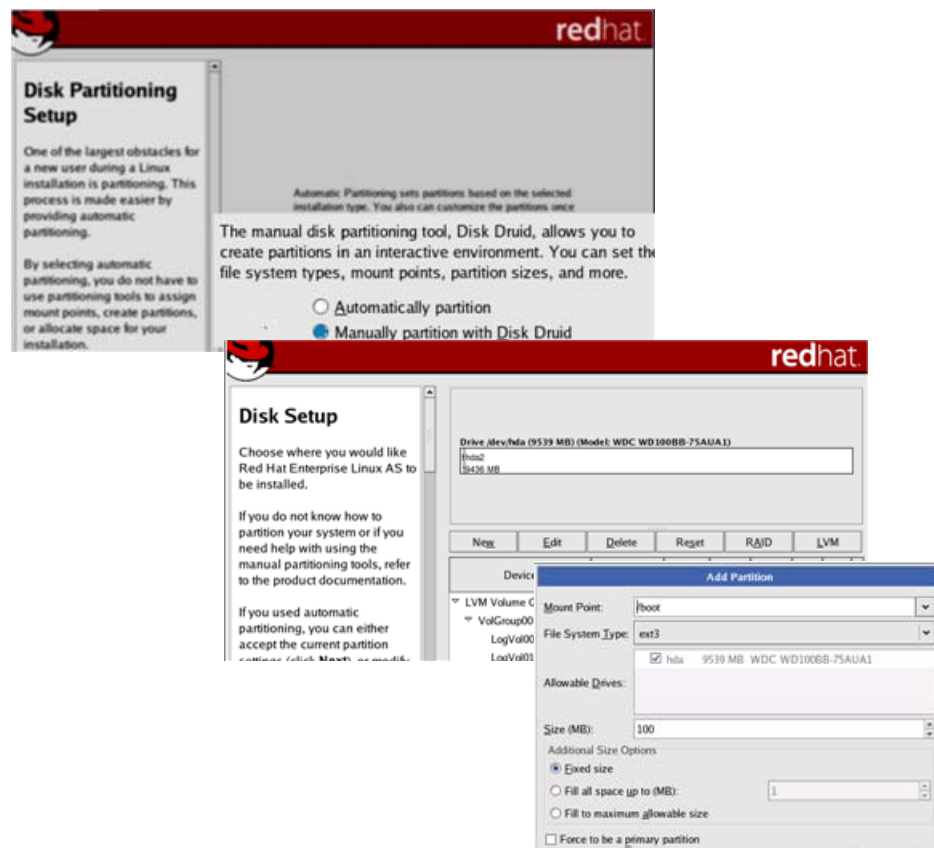 redhat
Disk Partitioning
Setup
One of the largest obstacles for
a new user during a Linux
installation is partitioning. This
process is made easier by
providing automatic
partitioning.
By selecting automatic
partitioning, you do not have to
use partitioning tools to assign
mount points, create partitions,
or allocate space for your
installation.
Automatic Partitioning sets partitions based on the selected
installation type. You also can customize the partitions once
The manual disk partitioning tool, Disk Druid, allows you to
create partitions in an interactive environment. You can set the
file system types, mount points, partition sizes, and more.
Automatically partition
Manually partition with Disk Druid
redhat.
Disk Setup
Choose where you would like
Red Hat Enterprise Linux AS to
be installed.
If you do not know how to
partition your system or if you
need help with using the
manual partitioning tools, refer
to the product documentation.
If you used automatic
partitioning, you can either
accept the current partition
settings (click Next), or modify
Drive /dev/hda (9539 MB) (Model: WDC WD100BB-75AUA1)
hda2
9436 MB
New Edit Delete Reset RAID LVM
Device
LVM Volume G
VolGroup00
LogVol00
LogVol01
Add Partition
Mount Point: /boot
File System Type: ext3
Allowable Drives: hda 9539 MB WDC WD100BB-75AUA1
Size (MB): 100
Additional Size Options
Fixed size
Fill all space up to (MB): 1
Fill to maximum allowable size
Force to be a primary partition